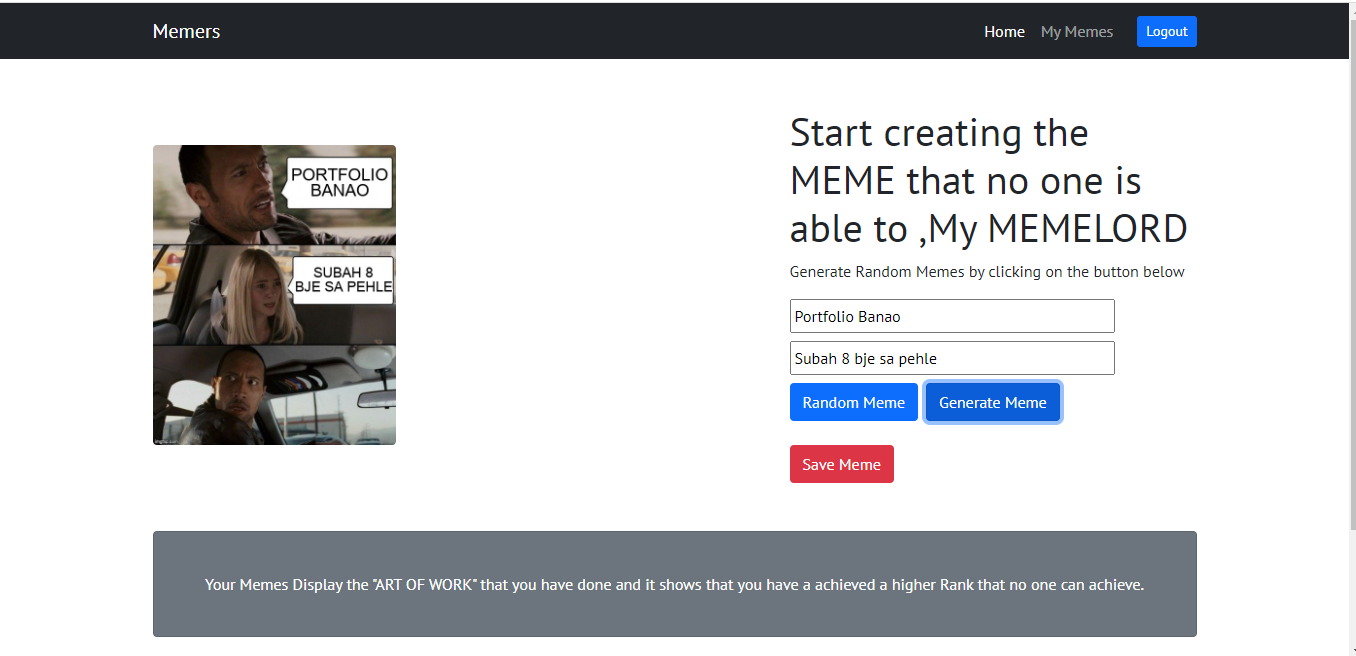 Memers
Home
My Memes
Logout
PORTFOLIO
BANAO
SUBAH 8
BJE SA PEHLE
imgflip.com
Start creating the
MEME that no one is
able to ,My MEMELORD
Generate Random Memes by clicking on the button below
Portfolio Banao
Subah 8 bje sa pehle
Random Meme
Generate Meme
Save Meme
Your Memes Display the "ART OF WORK" that you have done and it shows that you have a achieved a higher Rank that no one can achieve.